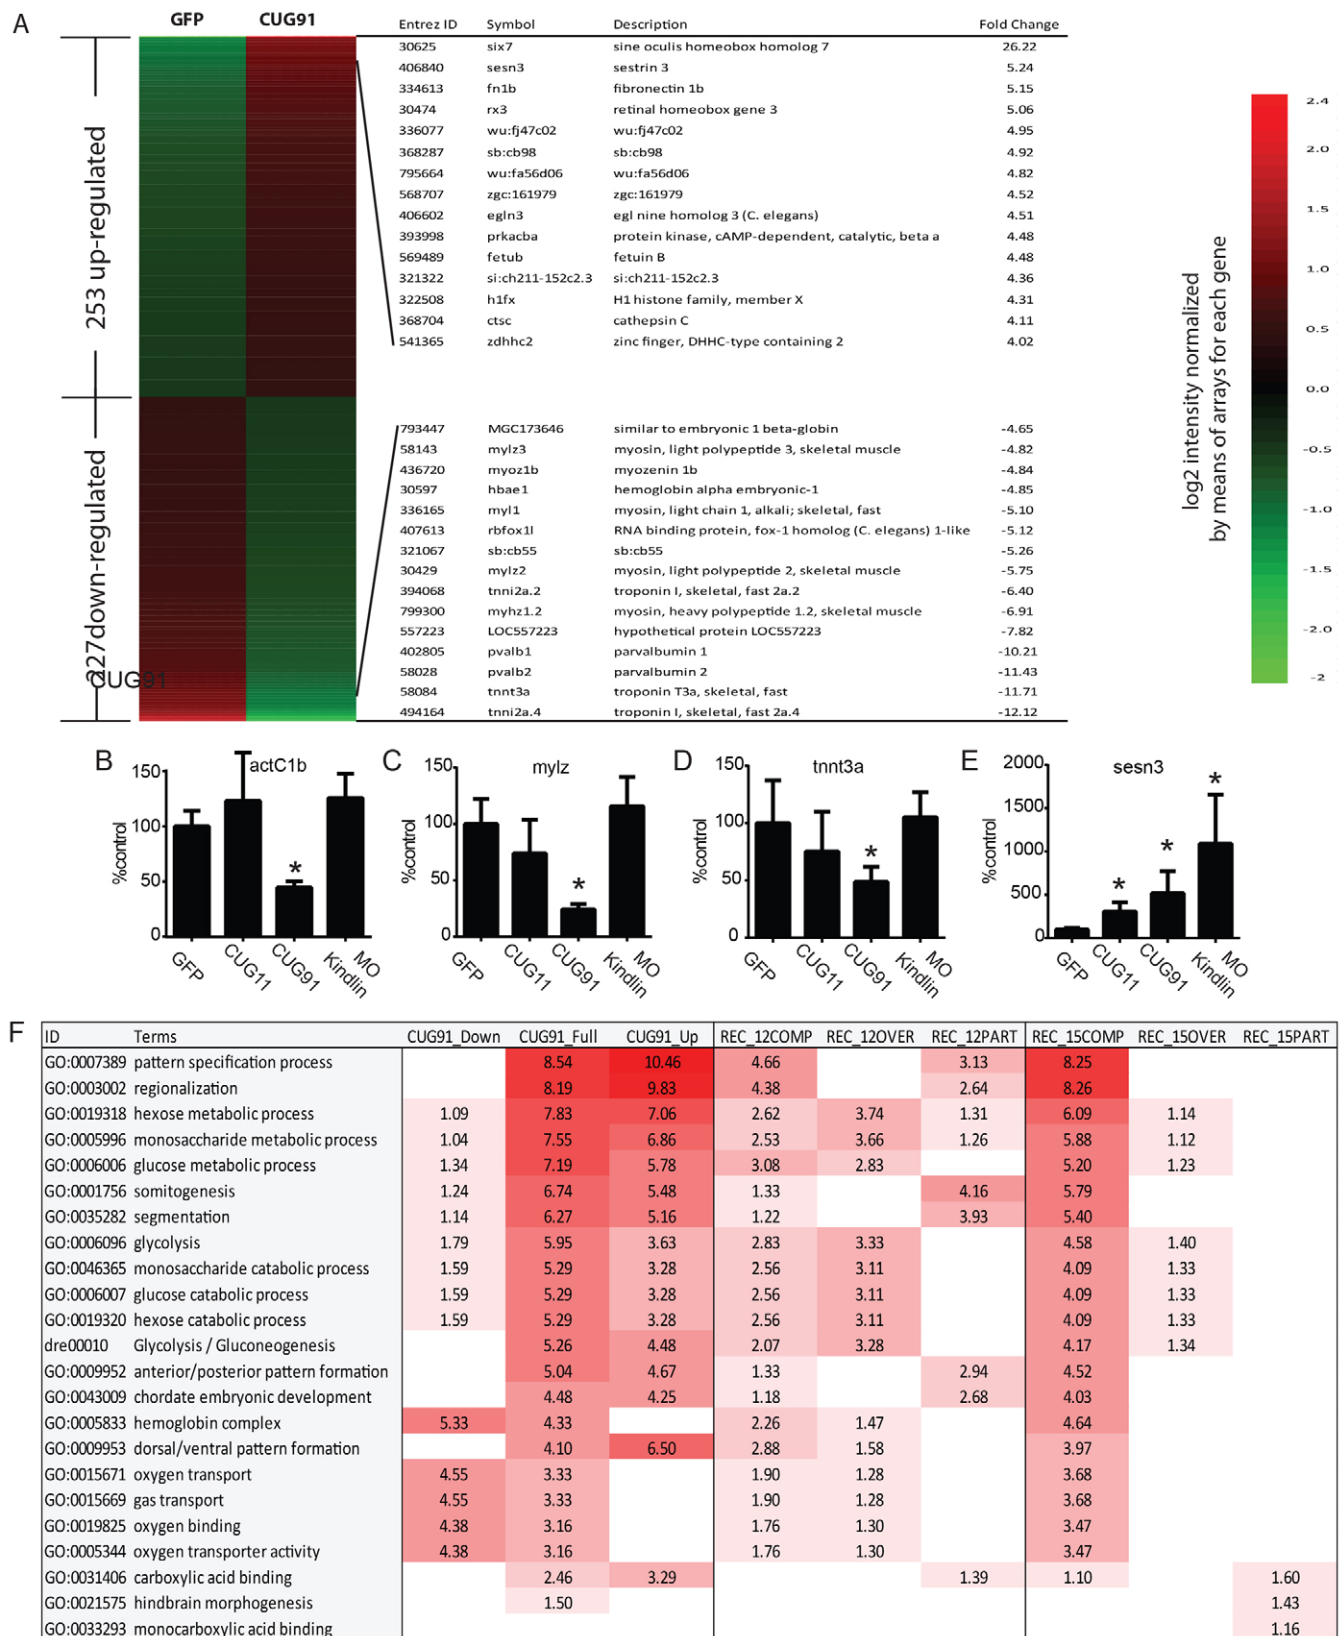 A
GFP CUG91
Entrez ID Symbol Description Fold Change
30625 six7 sine oculis homeobox homolog 7 26.22
406840 sesn3 sestrin 3 5.24
334613 fn1b fibronectin 1b 5.15
30474 rx3 retinal homeobox gene 3 5.06
336077 wu:fj47c02 wu:fj47c02 4.95
368287 sb:cb98 sb:cb98 4.92
795664 wu:fa56d06 wu:fa56d06 4.82
568707 zgc:161979 zgc:161979 4.52
406602 egln3 egl nine homolog 3 (C. elegans) 4.51
393998 prkacba protein kinase, cAMP-dependent, catalytic, beta a 4.48
569489 fetub fetuin B 4.48
321322 si:ch211-152c2.3 si:ch211-152c2.3 4.36
322508 h1fx H1 histone family, member X 4.31
368704 ctsc cathepsin C 4.11
541365 zdhhc2 zinc finger, DHHC-type containing 2 4.02
793447 MGC173646 similar to embryonic 1 beta-globin -4.65
58143 mylz3 myosin, light polypeptide 3, skeletal muscle -4.82
436720 myoz1b myozenin 1b -4.84
30597 hbae1 hemoglobin alpha embryonic-1 -4.85
336165 myl1 myosin, light chain 1, alkali; skeletal, fast -5.10
407613 rbfox1l RNA binding protein, fox-1 homolog (C. elegans) 1-like -5.12
321067 sb:cb55 sb:cb55 -5.26
30429 mylz2 myosin, light polypeptide 2, skeletal muscle -5.75
394068 tnni2a.2 troponin I, skeletal, fast 2a.2 -6.40
799300 myhz1.2 myosin, heavy polypeptide 1.2, skeletal muscle -6.91
557223 LOC557223 hypothetical protein LOC557223 -7.82
402805 pvalb1 parvalbumin 1 -10.21
58028 pvalb2 parvalbumin 2 -11.43
58084 tnnt3a troponin T3a, skeletal, fast -11.71
494164 tnni2a.4 troponin I, skeletal, fast 2a.4 -12.12
253 up-regulated
227down-regulated
CUG91
log2 intensity normalized
by means of arrays for each gene
2.4
2.0
1.5
1.0
0.5
0.0
-0.5
-1.0
-1.5
-2.0
-2
B
actC1b
%control
150
100
50
0
GFP
CUG11
CUG91
Kindlin
MO
*
C
mylz
%control
150
100
50
0
GFP
CUG11
CUG91
Kindlin
MO
*
D
tnnt3a
%control
150
100
50
0
GFP
CUG11
CUG91
Kindlin
MO
*
E
sesn3
%control
2000
1500
1000
500
0
GFP
CUG11
CUG91
Kindlin
MO
* * *
F
ID Terms CUG91_Down CUG91_Full CUG91_Up REC_12COMP REC_12OVER REC_12PART REC_15COMP REC_15OVER REC_15PART
GO:0007389 pattern specification process 8.54 10.46 4.66 3.13 8.25
GO:0003002 regionalization 8.19 9.83 4.38 2.64 8.26
GO:0019318 hexose metabolic process 1.09 7.83 7.06 2.62 3.74 1.31 6.09 1.14
GO:0005996 monosaccharide metabolic process 1.04 7.55 6.86 2.53 3.66 1.26 5.88 1.12
GO:0006006 glucose metabolic process 1.34 7.19 5.78 3.08 2.83 5.20 1.23
GO:0001756 somitogenesis 1.24 6.74 5.48 1.33 4.16 5.79
GO:0035282 segmentation 1.14 6.27 5.16 1.22 3.93 5.40
GO:0006096 glycolysis 1.79 5.95 3.63 2.83 3.33 4.58 1.40
GO:0046365 monosaccharide catabolic process 1.59 5.29 3.28 2.56 3.11 4.09 1.33
GO:0006007 glucose catabolic process 1.59 5.29 3.28 2.56 3.11 4.09 1.33
GO:0019320 hexose catabolic process 1.59 5.29 3.28 2.56 3.11 4.09 1.33
dre00010 Glycolysis / Gluconeogenesis 5.26 4.48 2.07 3.28 4.17 1.34
GO:0009952 anterior/posterior pattern formation 5.04 4.67 1.33 2.94 4.52
GO:0043009 chordate embryonic development 4.48 4.25 1.18 2.68 4.03
GO:0005833 hemoglobin complex 5.33 4.33 2.26 1.47 4.64
GO:0009953 dorsal/ventral pattern formation 4.10 6.50 2.88 1.58 3.97
GO:0015671 oxygen transport 4.55 3.33 1.90 1.28 3.68
GO:0015669 gas transport 4.55 3.33 1.90 1.28 3.68
GO:0019825 oxygen binding 4.38 3.16 1.76 1.30 3.47
GO:0005344 oxygen transporter activity 4.38 3.16 1.76 1.30 3.47
GO:0031406 carboxylic acid binding 2.46 3.29 1.39 1.10 1.60
GO:0021575 hindbrain morphogenesis 1.50 1.43
GO:0033293 monocarboxylic acid binding 1.16